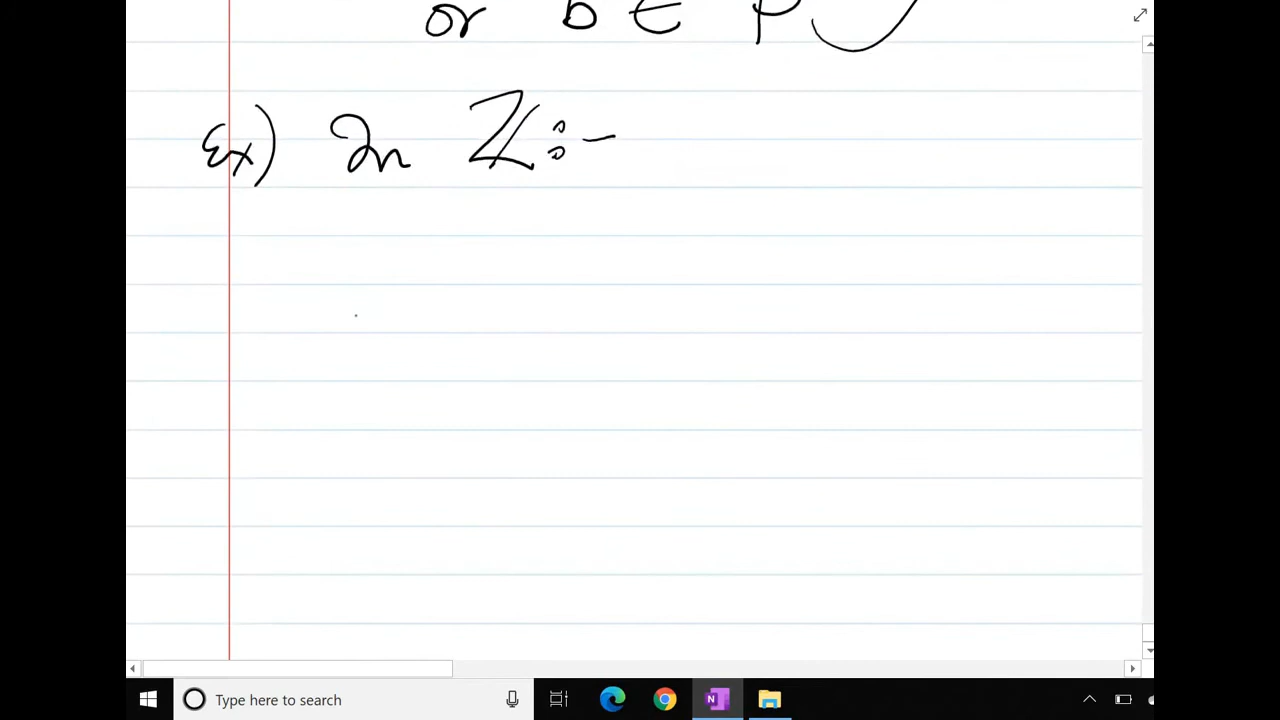 or b ∈ P
Ex) In ℤ :-
Type here to search